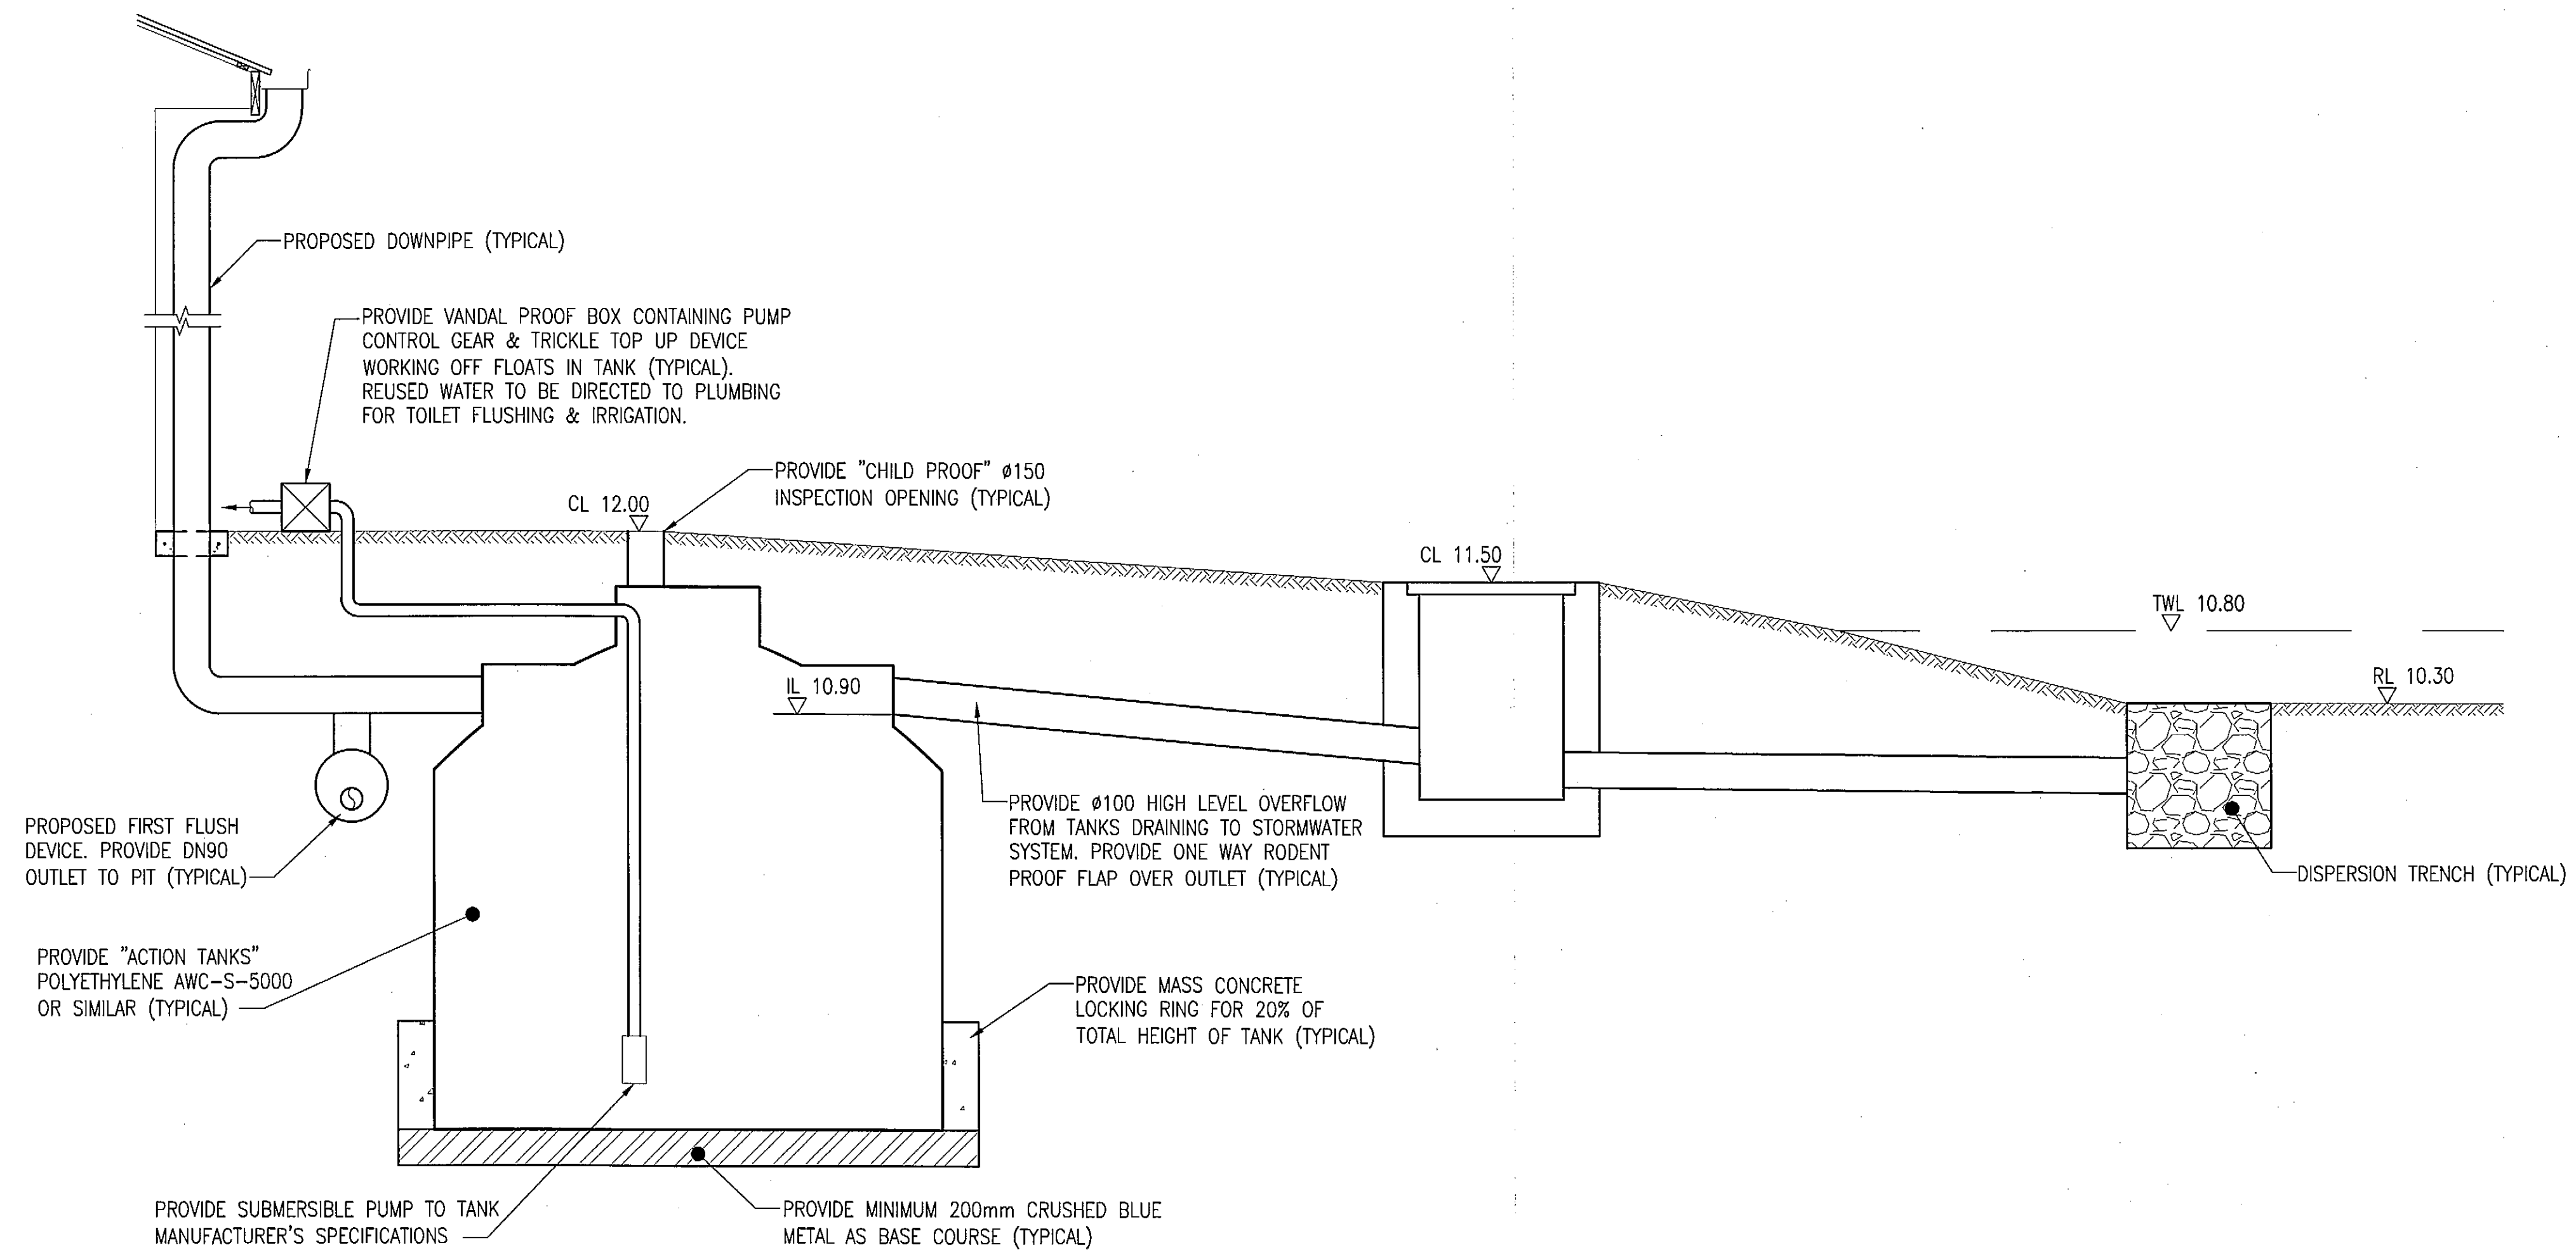 PROPOSED DOWNPIPE (TYPICAL)
PROVIDE VANDAL PROOF BOX CONTAINING PUMP
CONTROL GEAR & TRICKLE TOP UP DEVICE
WORKING OFF FLOATS IN TANK (TYPICAL).
REUSED WATER TO BE DIRECTED TO PLUMBING
FOR TOILET FLUSHING & IRRIGATION.
PROVIDE "CHILD PROOF" ø150
INSPECTION OPENING (TYPICAL)
CL 12.00
CL 11.50
TWL 10.80
RL 10.30
IL 10.90
PROVIDE ø100 HIGH LEVEL OVERFLOW
FROM TANKS DRAINING TO STORMWATER
SYSTEM. PROVIDE ONE WAY RODENT
PROOF FLAP OVER OUTLET (TYPICAL)
PROPOSED FIRST FLUSH
DEVICE. PROVIDE DN90
OUTLET TO PIT (TYPICAL)
DISPERSION TRENCH (TYPICAL)
PROVIDE "ACTION TANKS"
POLYETHYLENE AWC-S-5000
OR SIMILAR (TYPICAL)
PROVIDE MASS CONCRETE
LOCKING RING FOR 20% OF
TOTAL HEIGHT OF TANK (TYPICAL)
PROVIDE SUBMERSIBLE PUMP TO TANK
MANUFACTURER'S SPECIFICATIONS
PROVIDE MINIMUM 200mm CRUSHED BLUE
METAL AS BASE COURSE (TYPICAL)